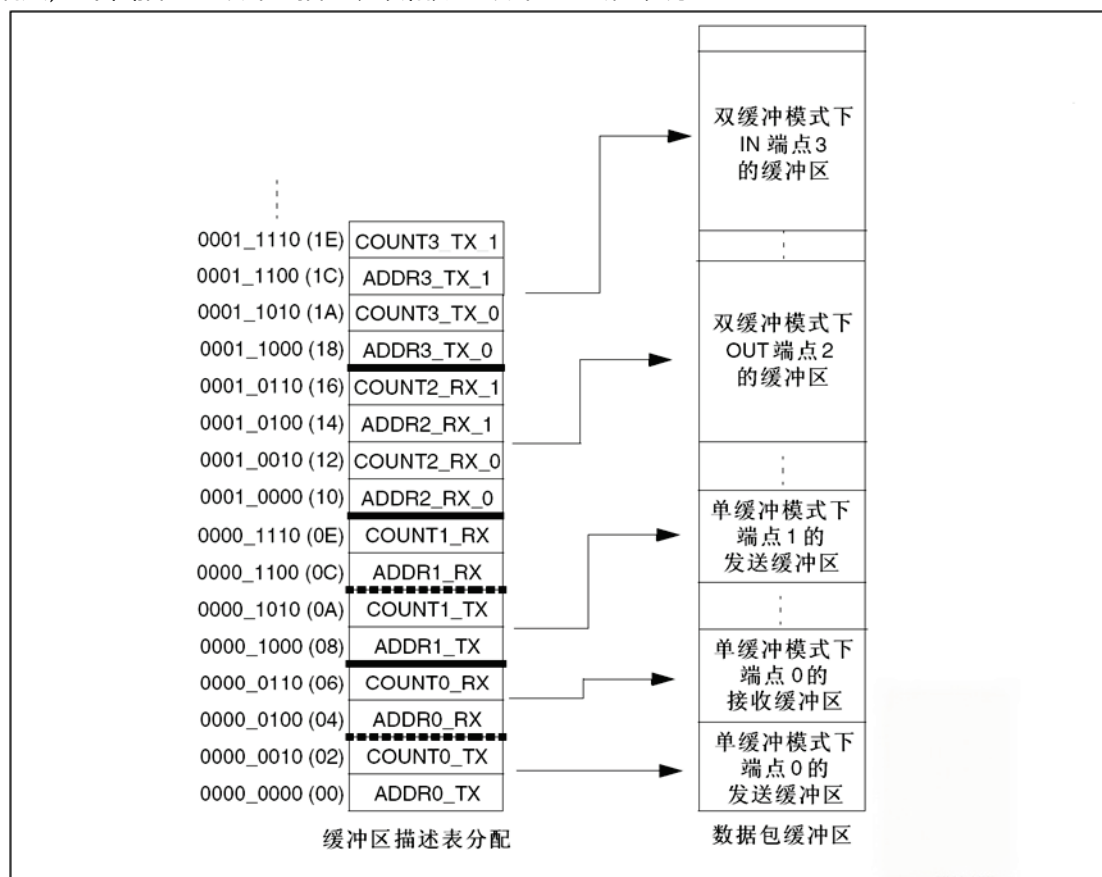 双缓冲模式下
IN 端点3
的缓冲区
0001_1110 (1E) COUNT3_TX_1
0001_1100 (1C) ADDR3_TX_1
0001_1010 (1A) COUNT3_TX_0
0001_1000 (18) ADDR3_TX_0
0001_0110 (16) COUNT2_RX_1
0001_0100 (14) ADDR2_RX_1
0001_0010 (12) COUNT2_RX_0
0001_0000 (10) ADDR2_RX_0
0000_1110 (0E) COUNT1_RX
0000_1100 (0C) ADDR1_RX
0000_1010 (0A) COUNT1_TX
0000_1000 (08) ADDR1_TX
0000_0110 (06) COUNT0_RX
0000_0100 (04) ADDR0_RX
0000_0010 (02) COUNT0_TX
0000_0000 (00) ADDR0_TX
双缓冲模式下
OUT 端点2
的缓冲区
单缓冲模式下
端点1的
发送缓冲区
单缓冲模式下
端点0的
接收缓冲区
单缓冲模式下
端点0的
发送缓冲区
缓冲区描述表分配
数据包缓冲区